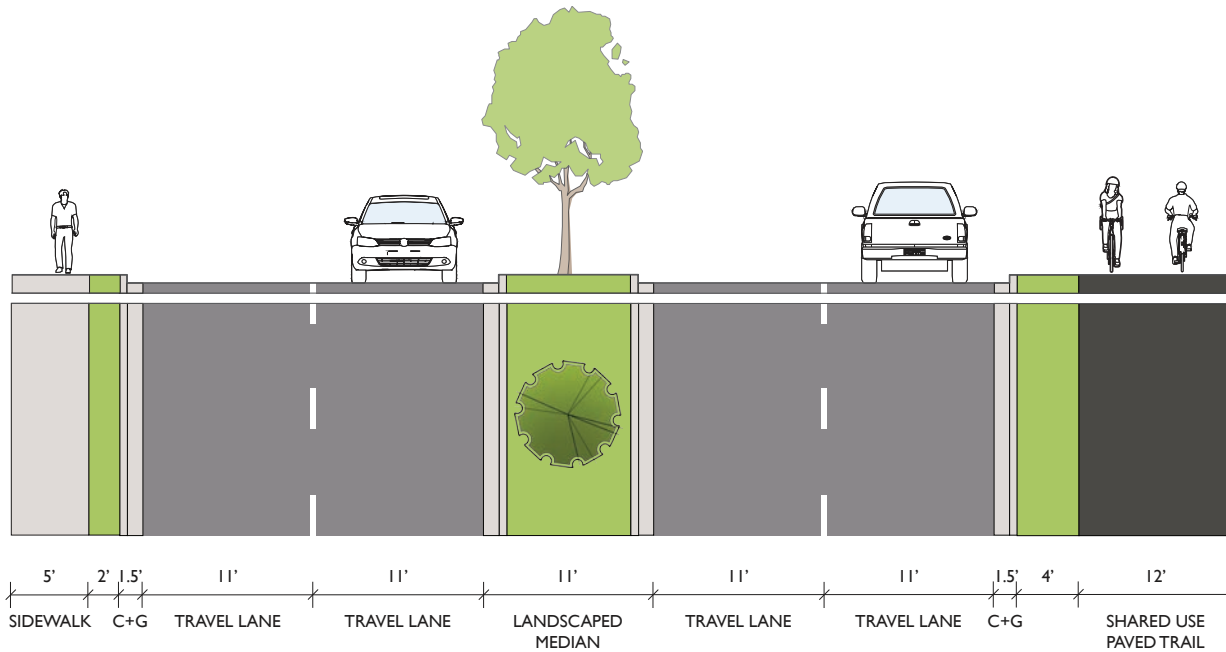 5’ 2’ 1.5’ 11’ 11’ 11’ 11’ 11’ 1.5’ 4’ 12’
SIDEWALK C+G TRAVEL LANE TRAVEL LANE LANDSCAPED TRAVEL LANE TRAVEL LANE C+G SHARED USE
MEDIAN PAVED TRAIL